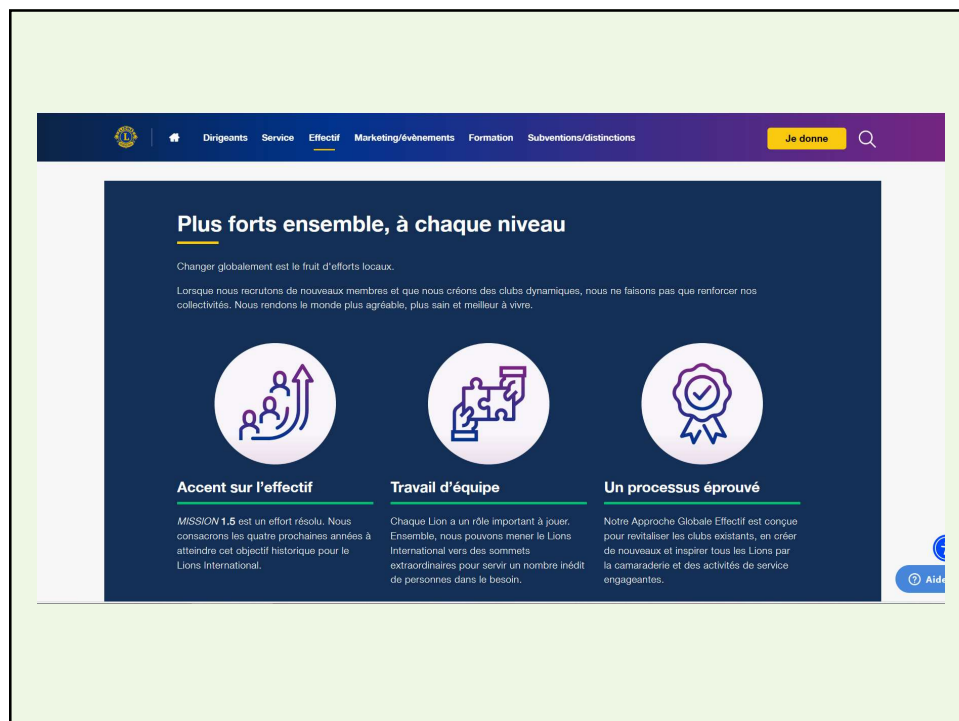 Dirigeants Service Effectif Marketing/évènements Formation Subventions/distinctions Je donne
Plus forts ensemble, à chaque niveau
Changer globalement est le fruit d'efforts locaux.
Lorsque nous recrutons de nouveaux membres et que nous créons des clubs dynamiques, nous ne faisons pas que renforcer nos
collectivités. Nous rendons le monde plus agréable, plus sain et meilleur à vivre.
Accent sur l'effectif
MISSION 1.5 est un effort résolu. Nous
consacrons les quatre prochaines années à
atteindre cet objectif historique pour le
Lions International.
Travail d'équipe
Chaque Lion a un rôle important à jouer.
Ensemble, nous pouvons mener le Lions
International vers des sommets
extraordinaires pour servir un nombre inédit
de personnes dans le besoin.
Un processus éprouvé
Notre Approche Globale Effectif est conçue
pour revitaliser les clubs existants, en créer
de nouveaux et inspirer tous les Lions par
la camaraderie et des activités de service
engageantes.
Aide